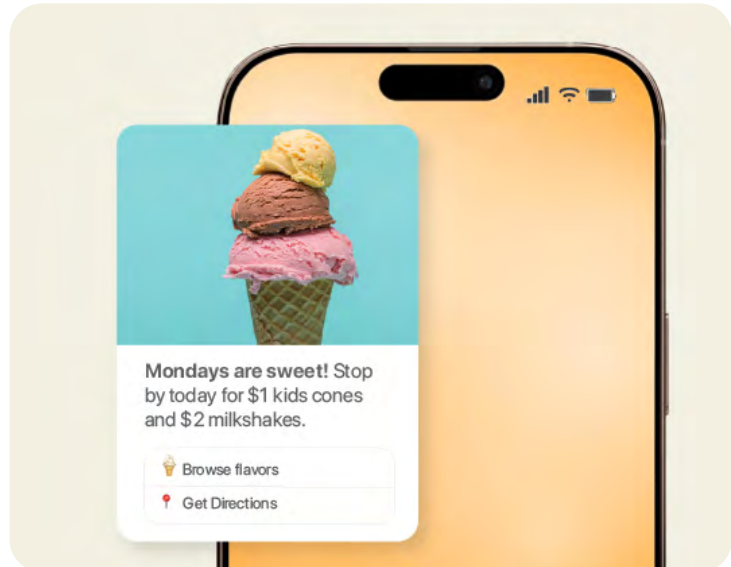 Mondays are sweet! Stop
by today for $1 kids cones
and $2 milkshakes.
Browse flavors
Get Directions